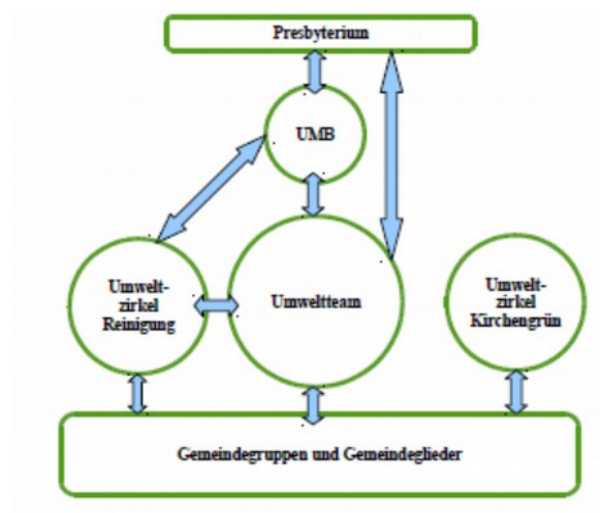 Presbyterium
UMB
Umwelt-
zirkel
Reinigung
Umweltteam
Umwelt-
zirkel
Kirchengrün
Gemeindegruppen und Gemeindeglieder